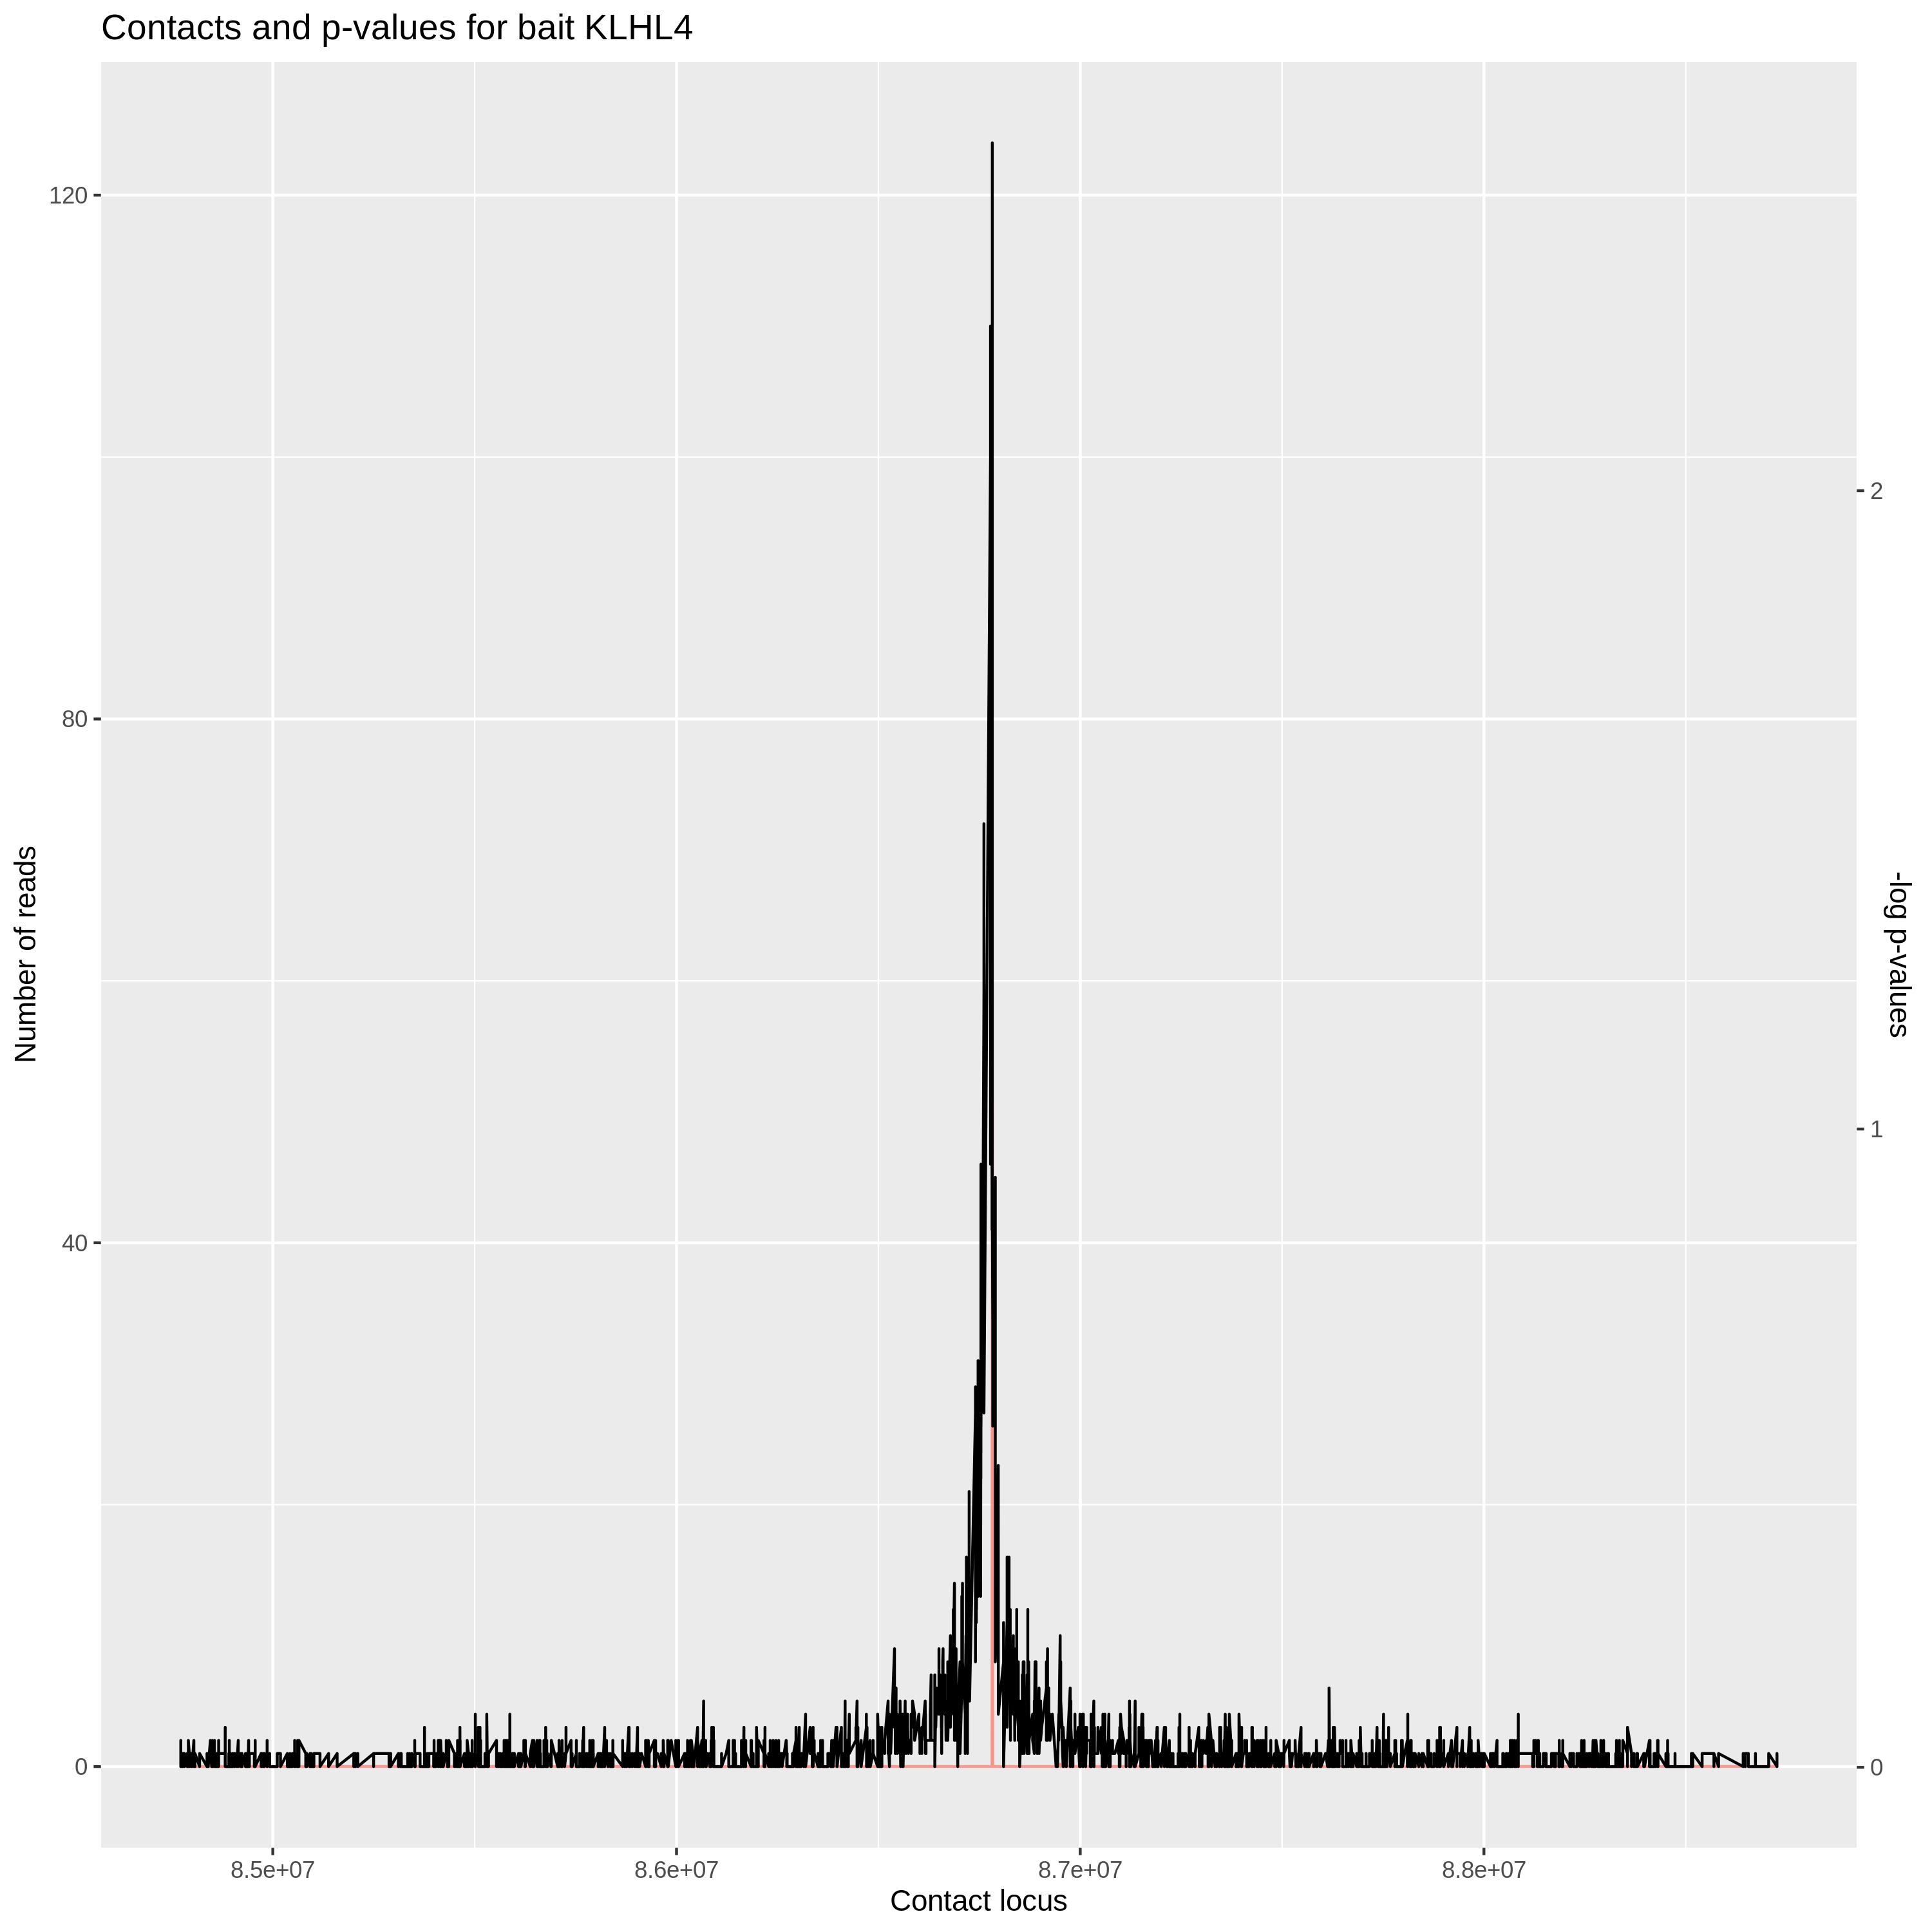 Contacts and p-values for bait KLHL4
120
80
40
0
Number of reads
2
1
0
-log p-values
8.5e+07
8.6e+07
8.7e+07
8.8e+07
Contact locus